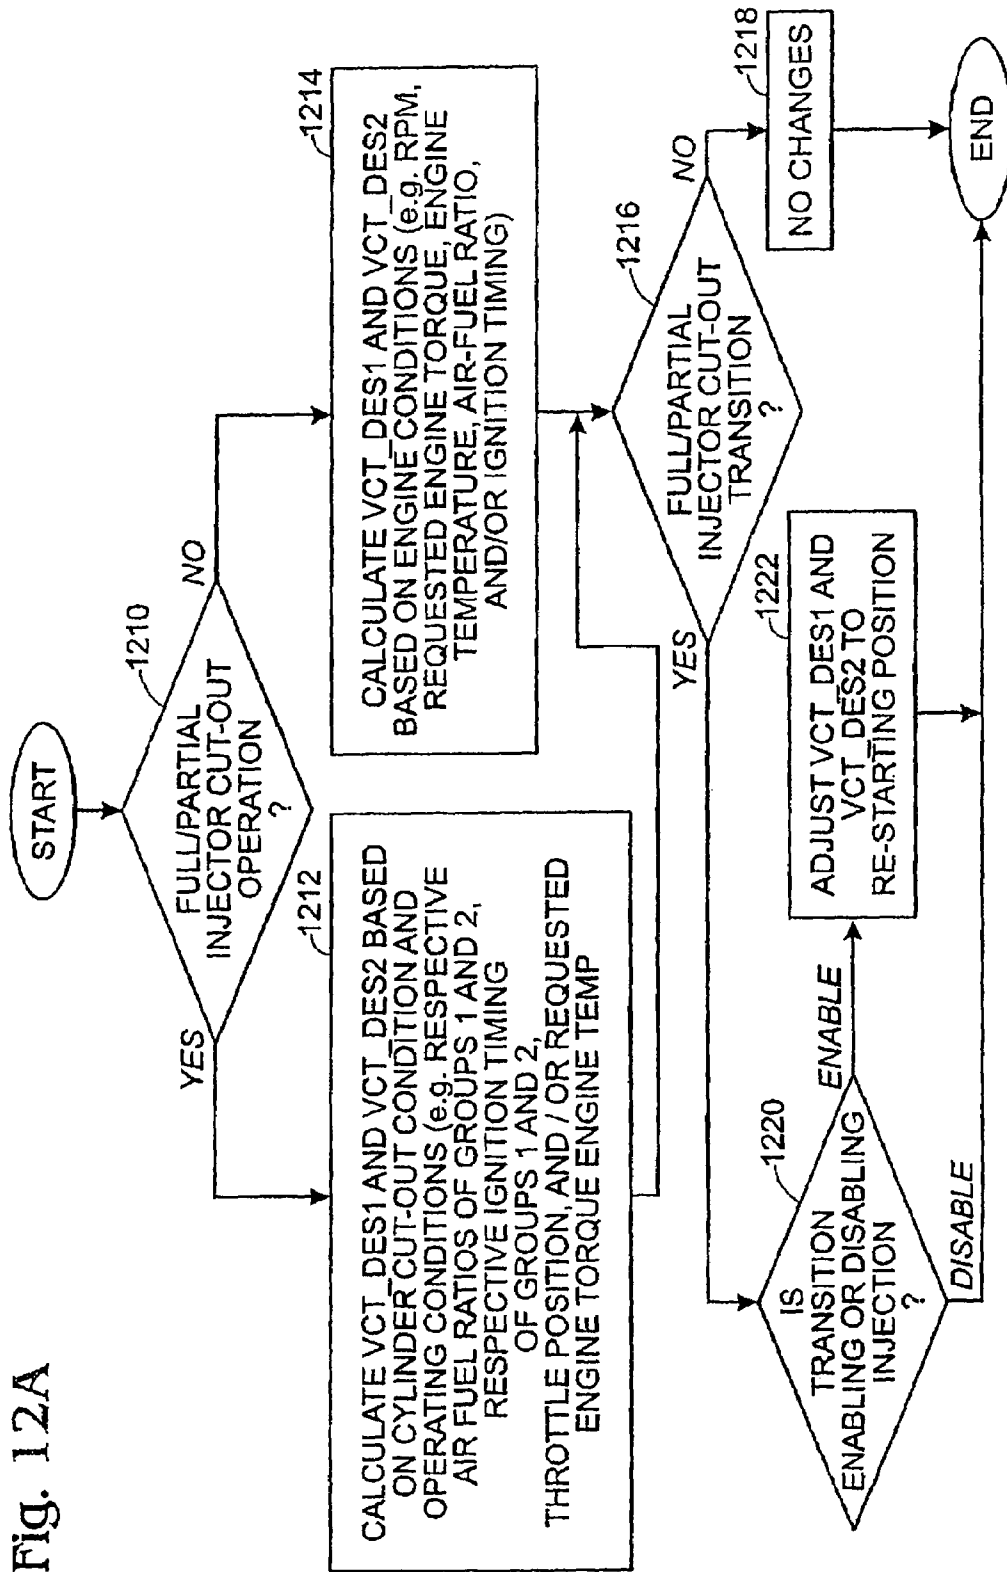 Fig. 12A
START
1210
FULL/PARTIAL
INJECTOR CUT-OUT
OPERATION
?
YES
NO
1212
CALCULATE VCT_DES1 AND VCT_DES2 BASED
ON CYLINDER CUT-OUT CONDITION AND
OPERATING CONDITIONS (e.g. RESPECTIVE
AIR FUEL RATIOS OF GROUPS 1 AND 2,
RESPECTIVE IGNITION TIMING
OF GROUPS 1 AND 2,
THROTTLE POSITION, AND / OR REQUESTED
ENGINE TORQUE ENGINE TEMP
1214
CALCULATE VCT_DES1 AND VCT_DES2
BASED ON ENGINE CONDITIONS (e.g. RPM,
REQUESTED ENGINE TORQUE, ENGINE
TEMPERATURE, AIR-FUEL RATIO,
AND/OR IGNITION TIMING)
1216
FULL/PARTIAL
INJECTOR CUT-OUT
TRANSITION
?
YES
NO
1218
NO CHANGES
1220
IS
TRANSITION
ENABLING OR DISABLING
INJECTION
?
ENABLE
DISABLE
1222
ADJUST VCT_DES1 AND
VCT_DES2 TO
RE-STARTING POSITION
END